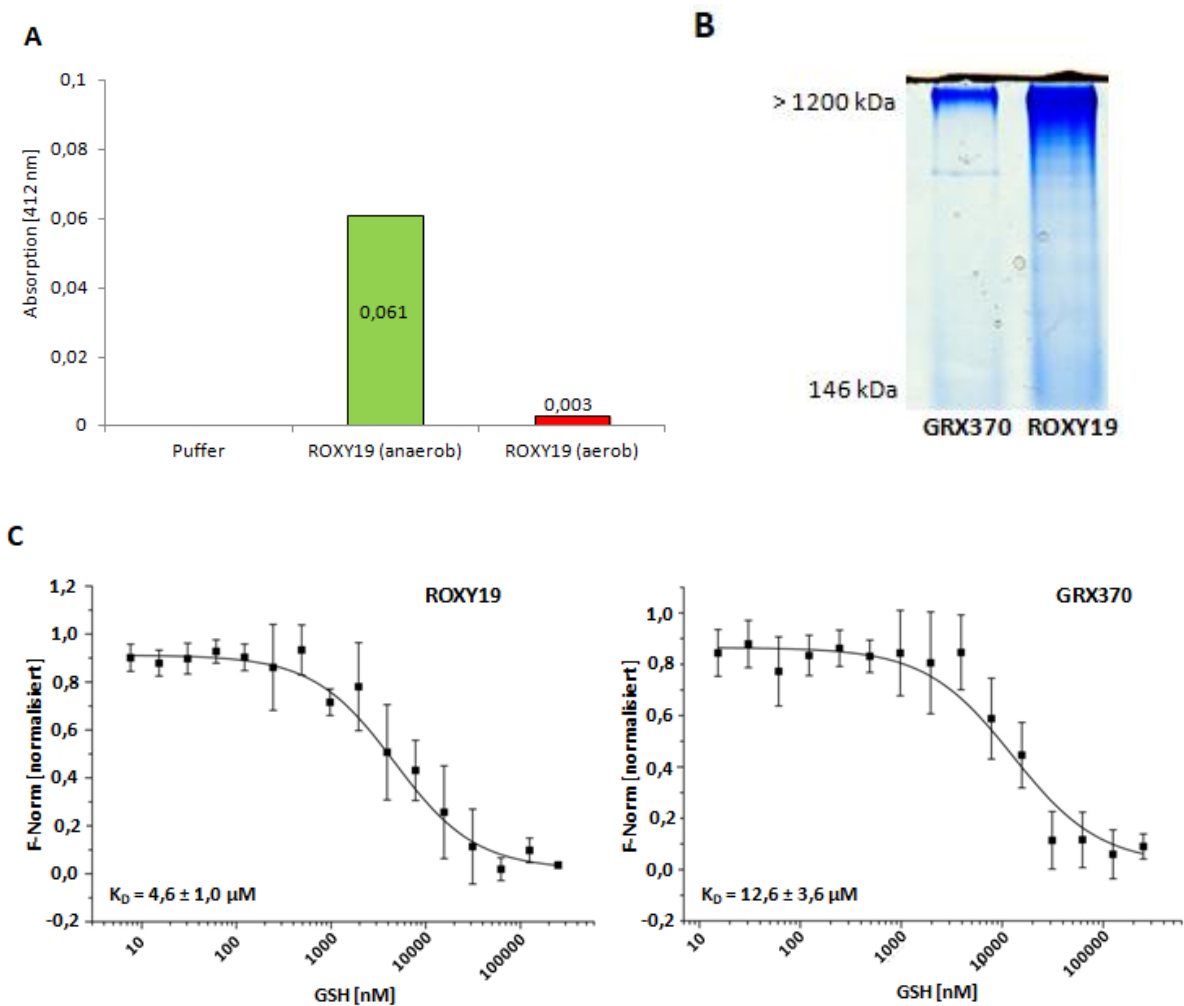 A
0,1
0,08
0,06
0,04
0,02
0
Absorption [412 nm]
0,061
0,003
Puffer
ROXY19 (anaerob)
ROXY19 (aerob)
B
> 1200 kDa
146 kDa
GRX370 ROXY19
C
ROXY19
1,2
1,0
0,8
0,6
0,4
0,2
0,0
-0,2
F-Norm [normalisiert]
K_D = 4,6 ± 1,0 µM
10
100
1000
10000
100000
GSH [nM]
GRX370
1,0
0,8
0,6
0,4
0,2
0,0
-0,2
F-Norm [normalisiert]
K_D = 12,6 ± 3,6 µM
10
100
1000
10000
100000
GSH [nM]